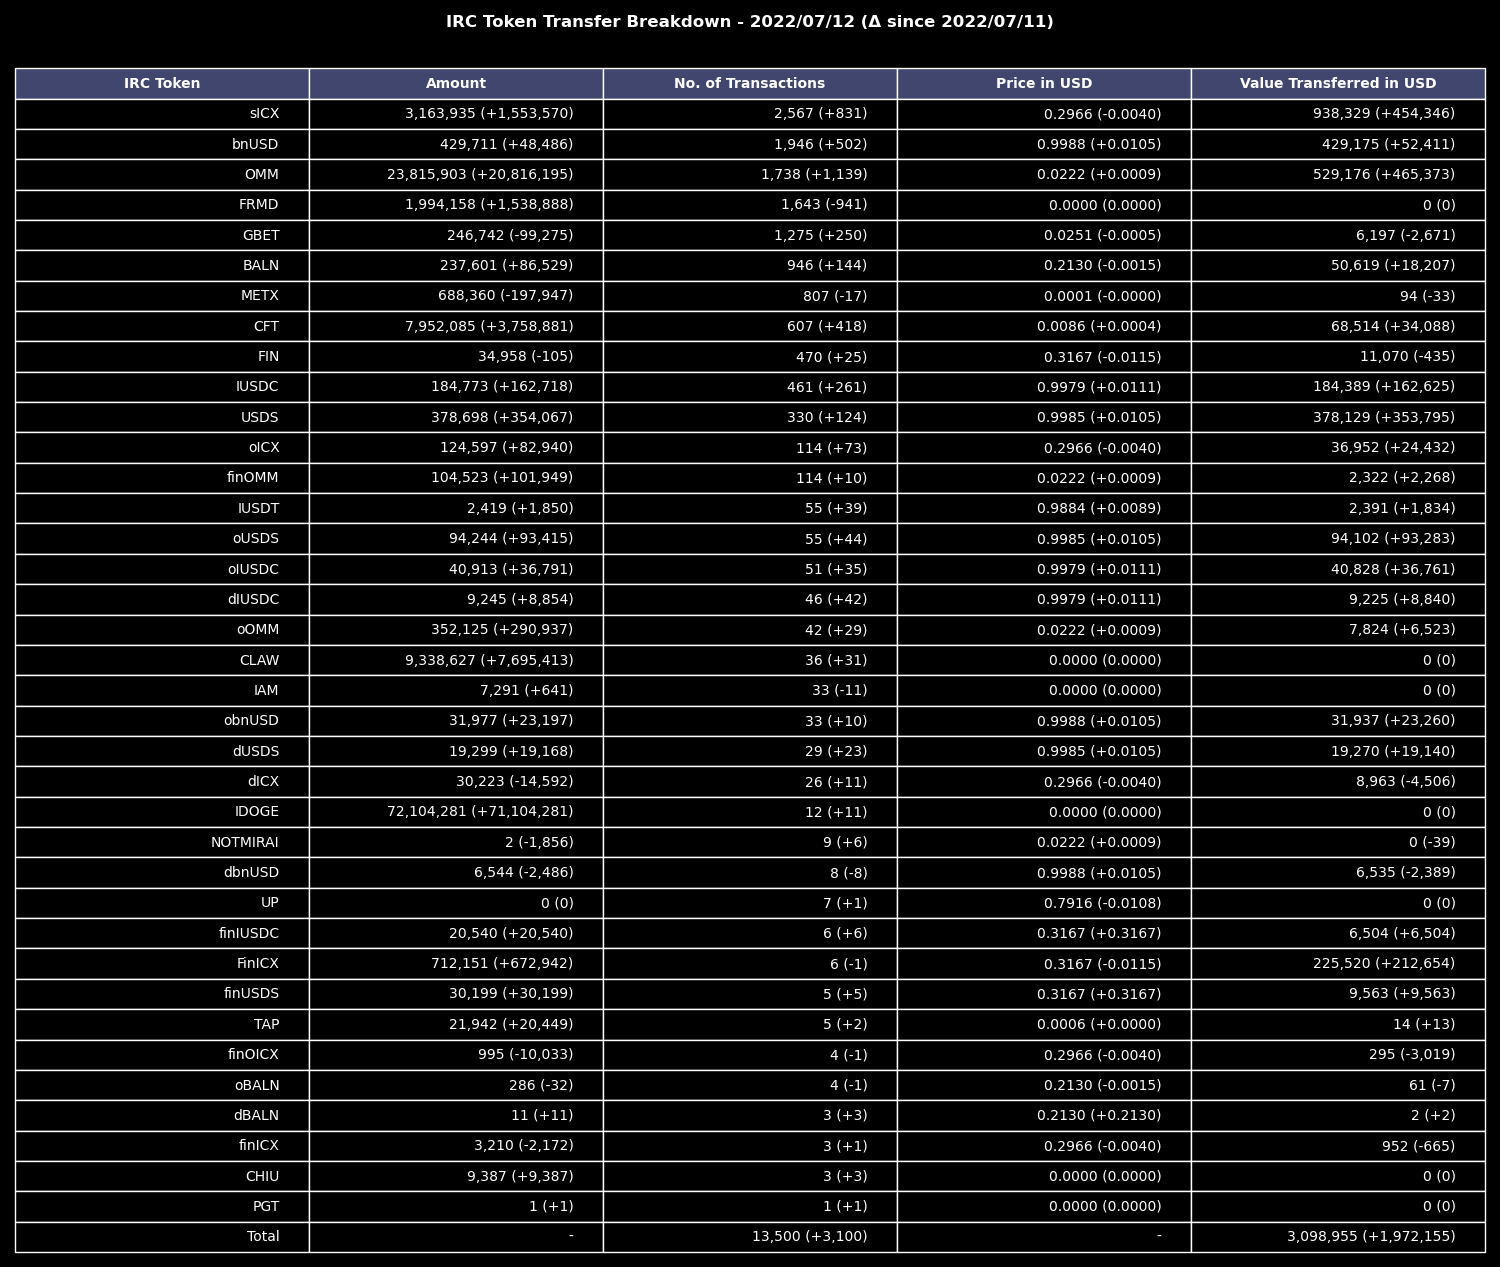 IRC Token Transfer Breakdown - 2022/07/12 (Δ since 2022/07/11)
IRC Token Amount No. of Transactions Price in USD Value Transferred in USD
sICX 3,163,935 (+1,553,570) 2,567 (+831) 0.2966 (-0.0040) 938,329 (+454,346)
bnUSD 429,711 (+48,486) 1,946 (+502) 0.9988 (+0.0105) 429,175 (+52,411)
OMM 23,815,903 (+20,816,195) 1,738 (+1,139) 0.0222 (+0.0009) 529,176 (+465,373)
FRMD 1,994,158 (+1,538,888) 1,643 (-941) 0.0000 (0.0000) 0 (0)
GBET 246,742 (-99,275) 1,275 (+250) 0.0251 (-0.0005) 6,197 (-2,671)
BALN 237,601 (+86,529) 946 (+144) 0.2130 (-0.0015) 50,619 (+18,207)
METX 688,360 (-197,947) 807 (-17) 0.0001 (-0.0000) 94 (-33)
CFT 7,952,085 (+3,758,881) 607 (+418) 0.0086 (+0.0004) 68,514 (+34,088)
FIN 34,958 (-105) 470 (+25) 0.3167 (-0.0115) 11,070 (-435)
IUSDC 184,773 (+162,718) 461 (+261) 0.9979 (+0.0111) 184,389 (+162,625)
USDS 378,698 (+354,067) 330 (+124) 0.9985 (+0.0105) 378,129 (+353,795)
oICX 124,597 (+82,940) 114 (+73) 0.2966 (-0.0040) 36,952 (+24,432)
finOMM 104,523 (+101,949) 114 (+10) 0.0222 (+0.0009) 2,322 (+2,268)
IUSDT 2,419 (+1,850) 55 (+39) 0.9884 (+0.0089) 2,391 (+1,834)
oUSDS 94,244 (+93,415) 55 (+44) 0.9985 (+0.0105) 94,102 (+93,283)
oIUSDC 40,913 (+36,791) 51 (+35) 0.9979 (+0.0111) 40,828 (+36,761)
dIUSDC 9,245 (+8,854) 46 (+42) 0.9979 (+0.0111) 9,225 (+8,840)
oOMM 352,125 (+290,937) 42 (+29) 0.0222 (+0.0009) 7,824 (+6,523)
CLAW 9,338,627 (+7,695,413) 36 (+31) 0.0000 (0.0000) 0 (0)
IAM 7,291 (+641) 33 (-11) 0.0000 (0.0000) 0 (0)
obnUSD 31,977 (+23,197) 33 (+10) 0.9988 (+0.0105) 31,937 (+23,260)
dUSDS 19,299 (+19,168) 29 (+23) 0.9985 (+0.0105) 19,270 (+19,140)
dICX 30,223 (-14,592) 26 (+11) 0.2966 (-0.0040) 8,963 (-4,506)
IDOGE 72,104,281 (+71,104,281) 12 (+11) 0.0000 (0.0000) 0 (0)
NOTMIRAI 2 (-1,856) 9 (+6) 0.0222 (+0.0009) 0 (-39)
dbnUSD 6,544 (-2,486) 8 (-8) 0.9988 (+0.0105) 6,535 (-2,389)
UP 0 (0) 7 (+1) 0.7916 (-0.0108) 0 (0)
finIUSDC 20,540 (+20,540) 6 (+6) 0.3167 (+0.3167) 6,504 (+6,504)
FinICX 712,151 (+672,942) 6 (-1) 0.3167 (-0.0115) 225,520 (+212,654)
finUSDS 30,199 (+30,199) 5 (+5) 0.3167 (+0.3167) 9,563 (+9,563)
TAP 21,942 (+20,449) 5 (+2) 0.0006 (+0.0000) 14 (+13)
finOICX 995 (-10,033) 4 (-1) 0.2966 (-0.0040) 295 (-3,019)
oBALN 286 (-32) 4 (-1) 0.2130 (-0.0015) 61 (-7)
dBALN 11 (+11) 3 (+3) 0.2130 (+0.2130) 2 (+2)
finICX 3,210 (-2,172) 3 (+1) 0.2966 (-0.0040) 952 (-665)
CHIU 9,387 (+9,387) 3 (+3) 0.0000 (0.0000) 0 (0)
PGT 1 (+1) 1 (+1) 0.0000 (0.0000) 0 (0)
Total - 13,500 (+3,100) - 3,098,955 (+1,972,155)